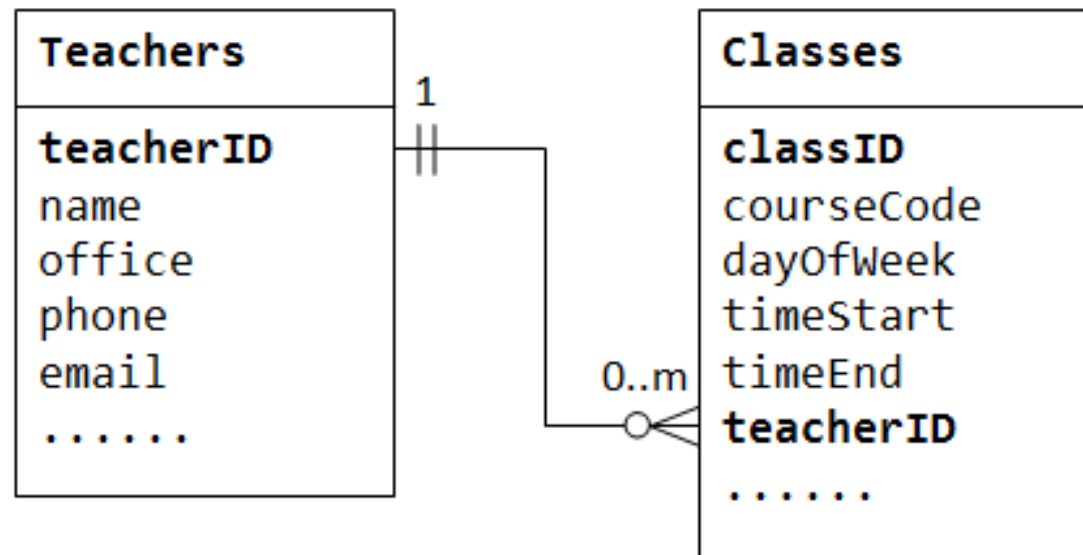 Teachers
teacherID
name
office
phone
email
......
1
0..m
Classes
classID
courseCode
dayOfWeek
timeStart
timeEnd
teacherID
......